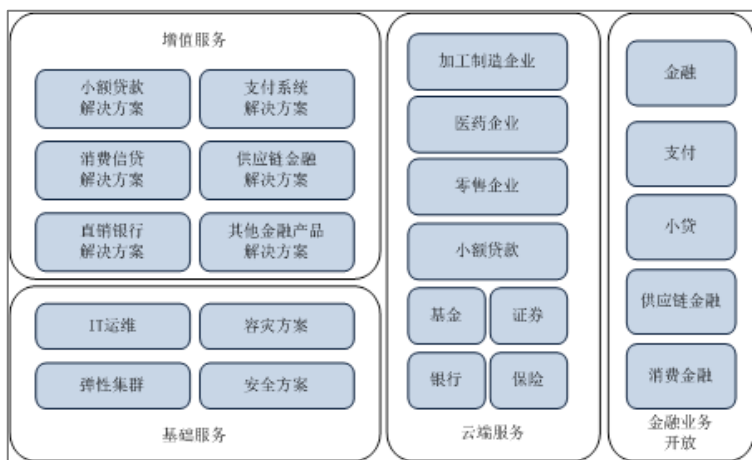 增值服务
小额贷款
解决方案
支付系统
解决方案
消费信贷
解决方案
供应链金融
解决方案
直销银行
解决方案
其他金融产品
解决方案
IT运维
容灾方案
弹性集群
安全方案
基础服务
加工制造企业
医药企业
零售企业
小额贷款
基金
证券
银行
保险
云端服务
金融
支付
小贷
供应链金融
消费金融
金融业务
开放